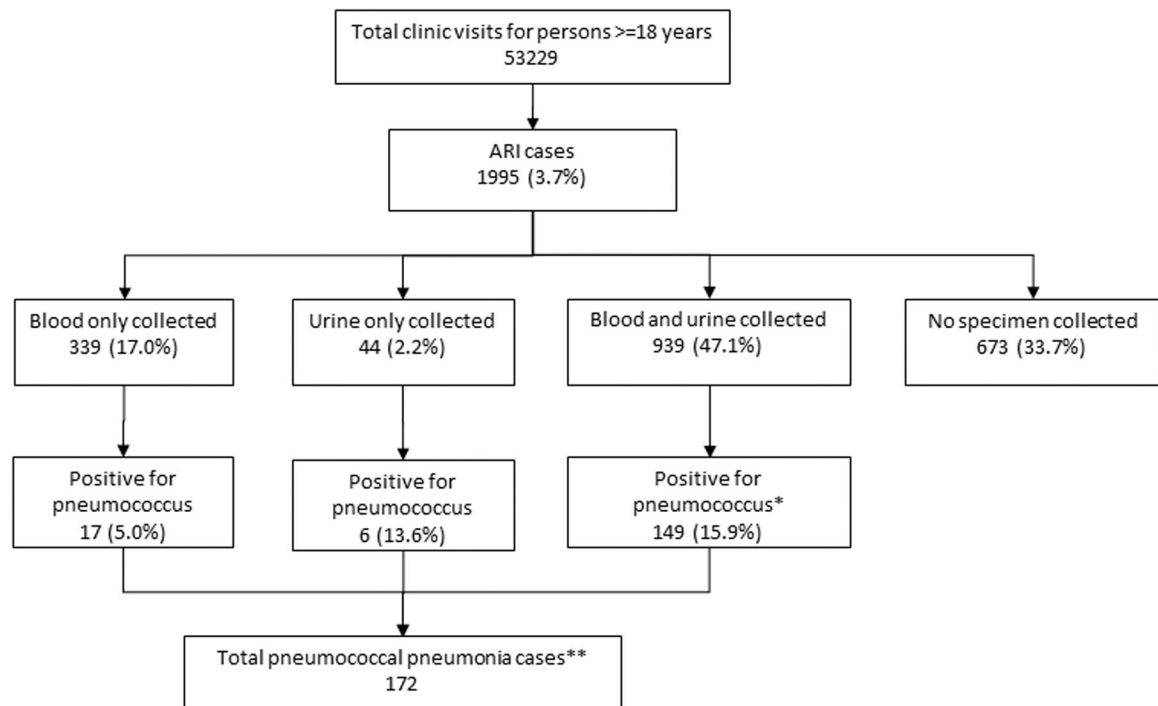 Total clinic visits for persons >=18 years
53229
ARI cases
1995 (3.7%)
Blood only collected
339 (17.0%)
Urine only collected
44 (2.2%)
Blood and urine collected
939 (47.1%)
No specimen collected
673 (33.7%)
Positive for
pneumococcus
17 (5.0%)
Positive for
pneumococcus
6 (13.6%)
Positive for
pneumococcus*
149 (15.9%)
Total pneumococcal pneumonia cases**
172